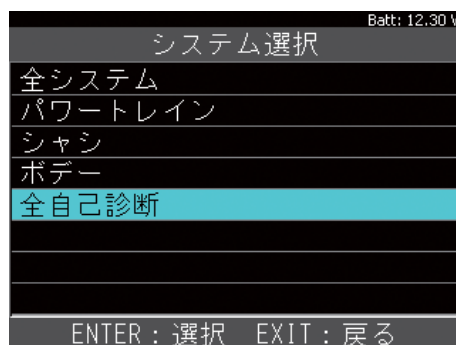 Batt: 12.30 V
システム選択
全システム
パワートレイン
シャシ
ボデー
全自己診断
ENTER：選択　EXIT：戻る